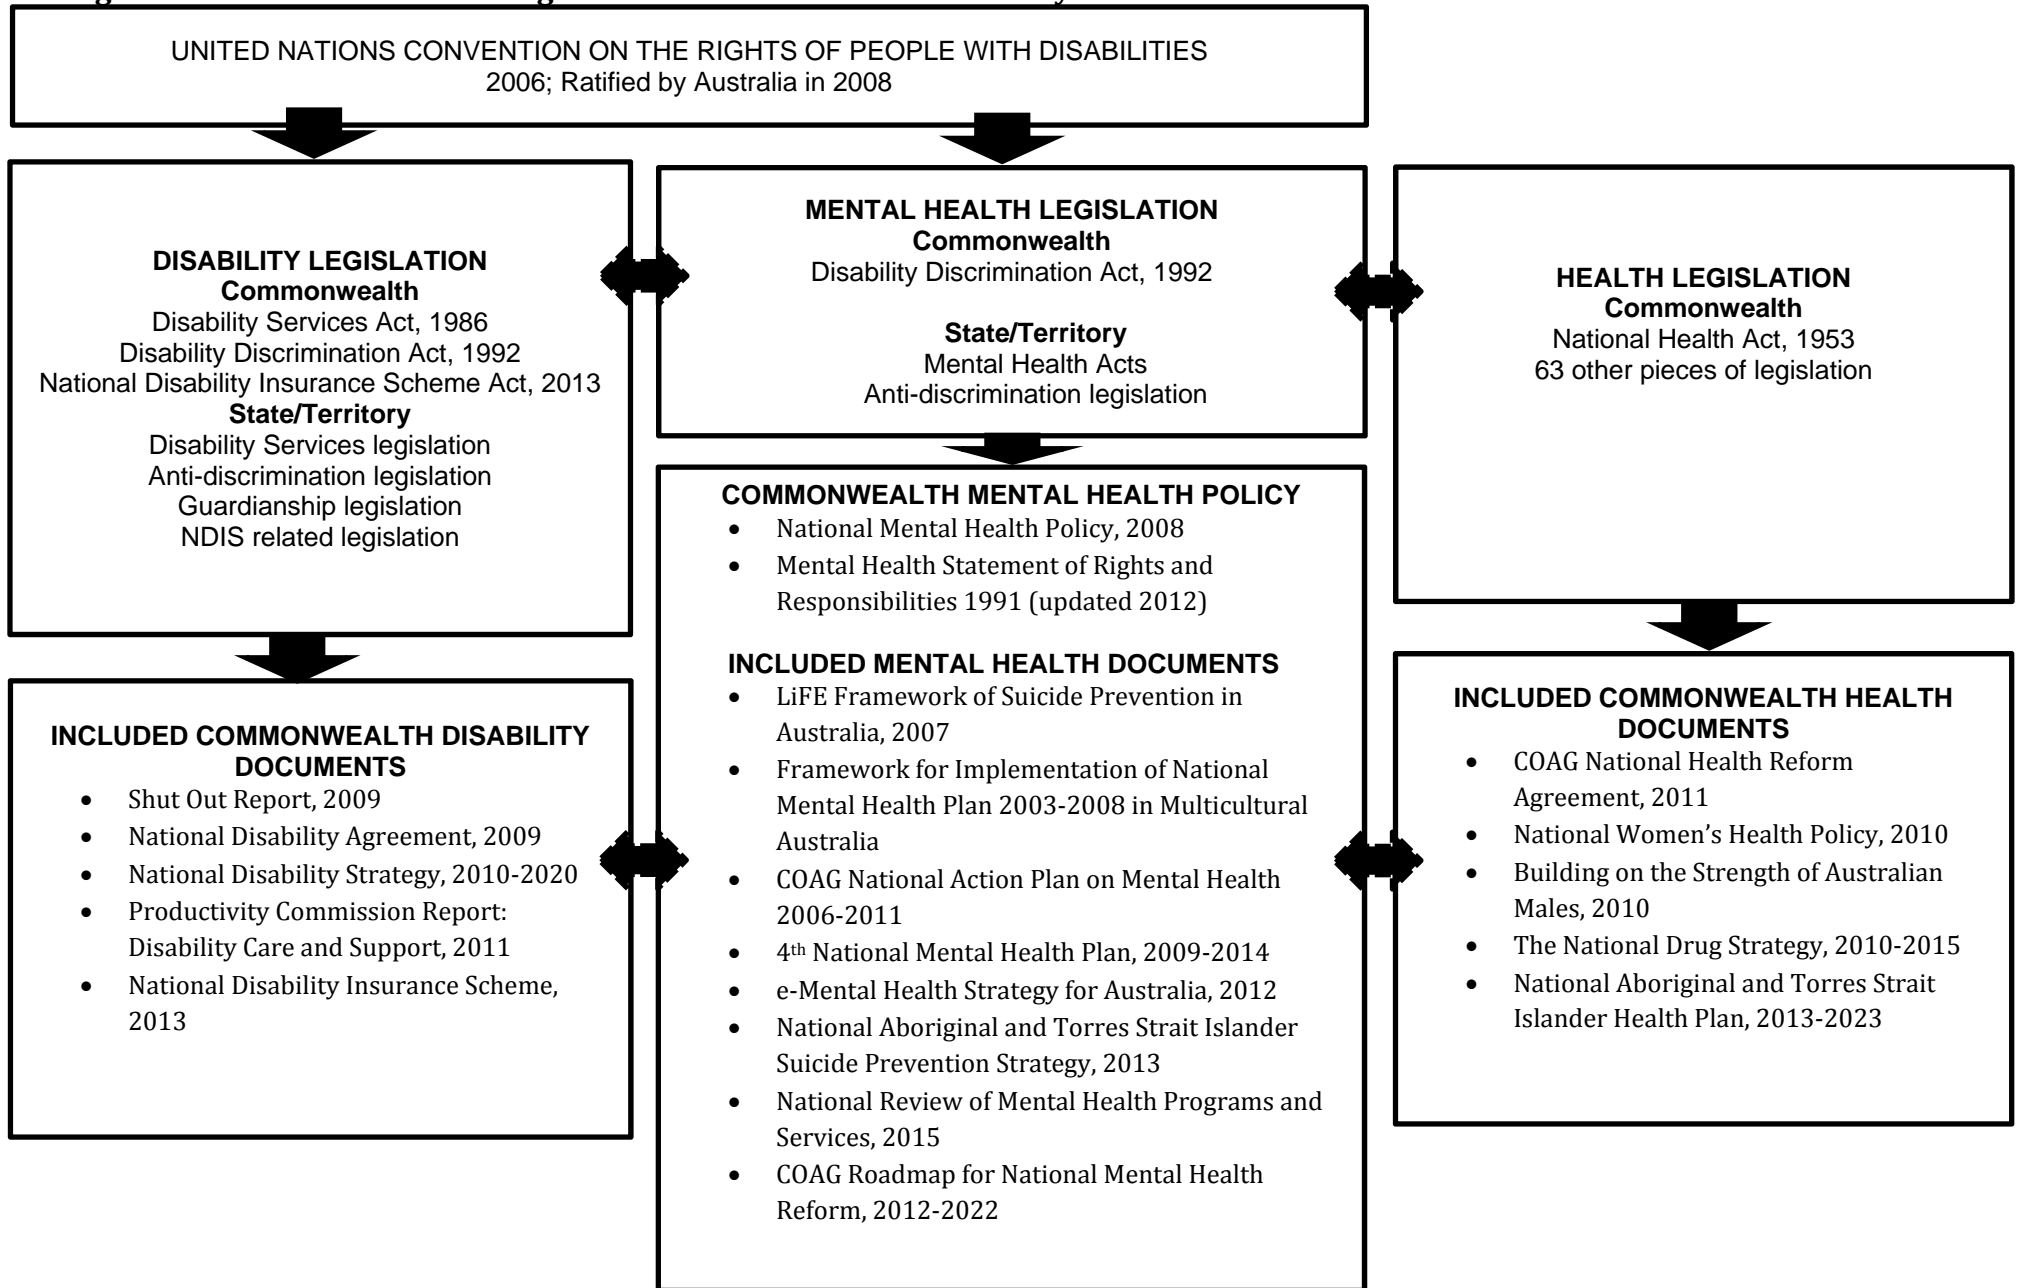 UNITED NATIONS CONVENTION ON THE RIGHTS OF PEOPLE WITH DISABILITIES
2006; Ratified by Australia in 2008
DISABILITY LEGISLATION
Commonwealth
Disability Services Act, 1986
Disability Discrimination Act, 1992
National Disability Insurance Scheme Act, 2013
State/Territory
Disability Services legislation
Anti-discrimination legislation
Guardianship legislation
NDIS related legislation
MENTAL HEALTH LEGISLATION
Commonwealth
Disability Discrimination Act, 1992
State/Territory
Mental Health Acts
Anti-discrimination legislation
HEALTH LEGISLATION
Commonwealth
National Health Act, 1953
63 other pieces of legislation
INCLUDED COMMONWEALTH DISABILITY
DOCUMENTS
• Shut Out Report, 2009
• National Disability Agreement, 2009
• National Disability Strategy, 2010-2020
• Productivity Commission Report:
Disability Care and Support, 2011
• National Disability Insurance Scheme,
2013
COMMONWEALTH MENTAL HEALTH POLICY
• National Mental Health Policy, 2008
• Mental Health Statement of Rights and
Responsibilities 1991 (updated 2012)
INCLUDED MENTAL HEALTH DOCUMENTS
• LiFE Framework of Suicide Prevention in
Australia, 2007
• Framework for Implementation of National
Mental Health Plan 2003-2008 in Multicultural
Australia
• COAG National Action Plan on Mental Health
2006-2011
• 4th National Mental Health Plan, 2009-2014
• e-Mental Health Strategy for Australia, 2012
• National Aboriginal and Torres Strait Islander
Suicide Prevention Strategy, 2013
• National Review of Mental Health Programs and
Services, 2015
• COAG Roadmap for National Mental Health
Reform, 2012-2022
INCLUDED COMMONWEALTH HEALTH
DOCUMENTS
• COAG National Health Reform
Agreement, 2011
• National Women’s Health Policy, 2010
• Building on the Strength of Australian
Males, 2010
• The National Drug Strategy, 2010-2015
• National Aboriginal and Torres Strait
Islander Health Plan, 2013-2023